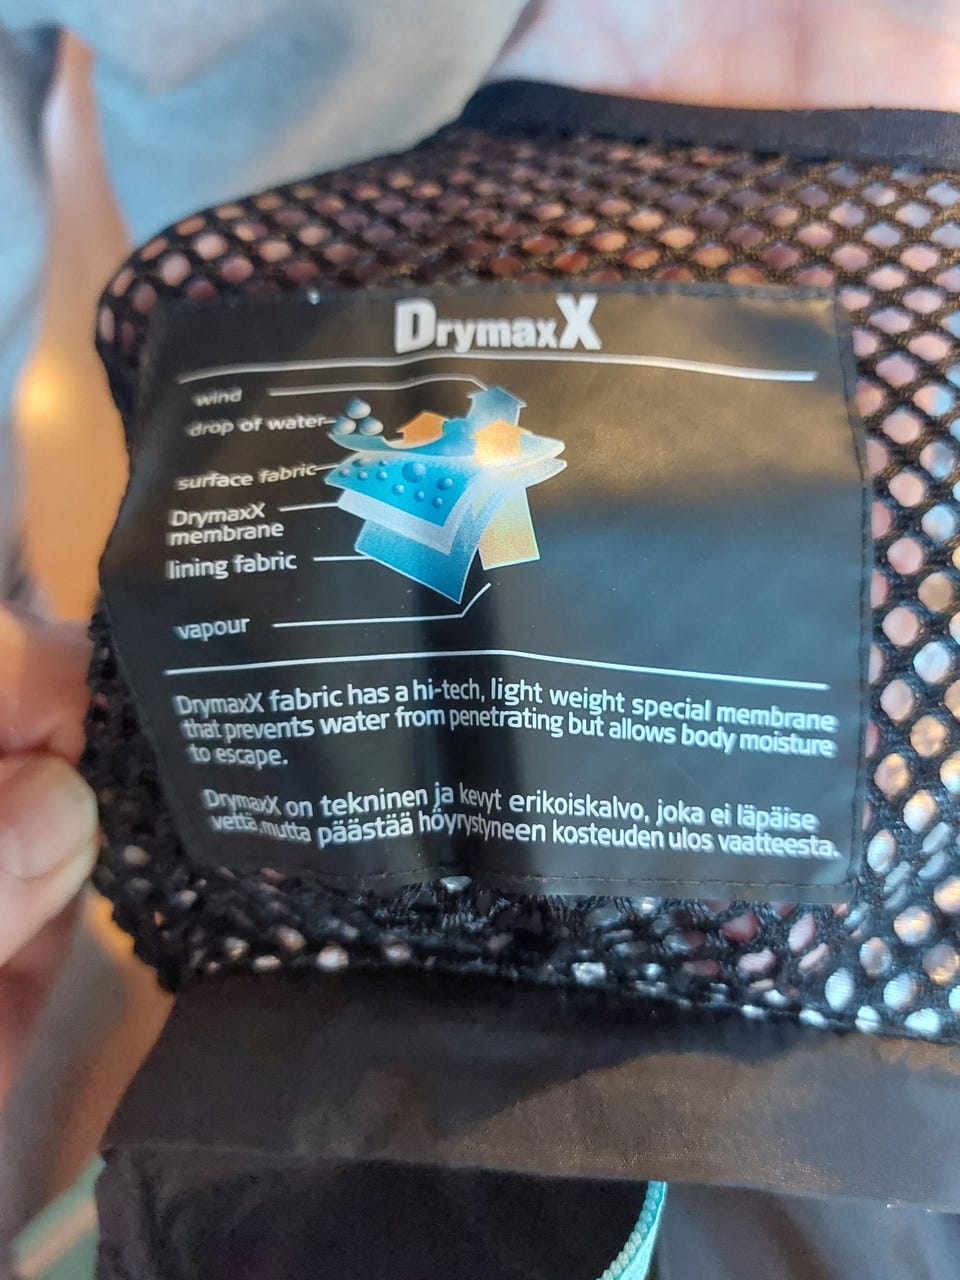 DrymaxX
wind
drop of water
surface fabric
DrymaxX
membrane
lining fabric
vapour
DrymaxX fabric has a hi-tech, light weight special membrane
that prevents water from penetrating but allows body moisture
to escape.
DrymaxX on tekninen ja kevyt erikoiskalvo, joka ei läpäise
vettä, mutta päästää höyrystyneen kosteuden ulos vaatteesta.